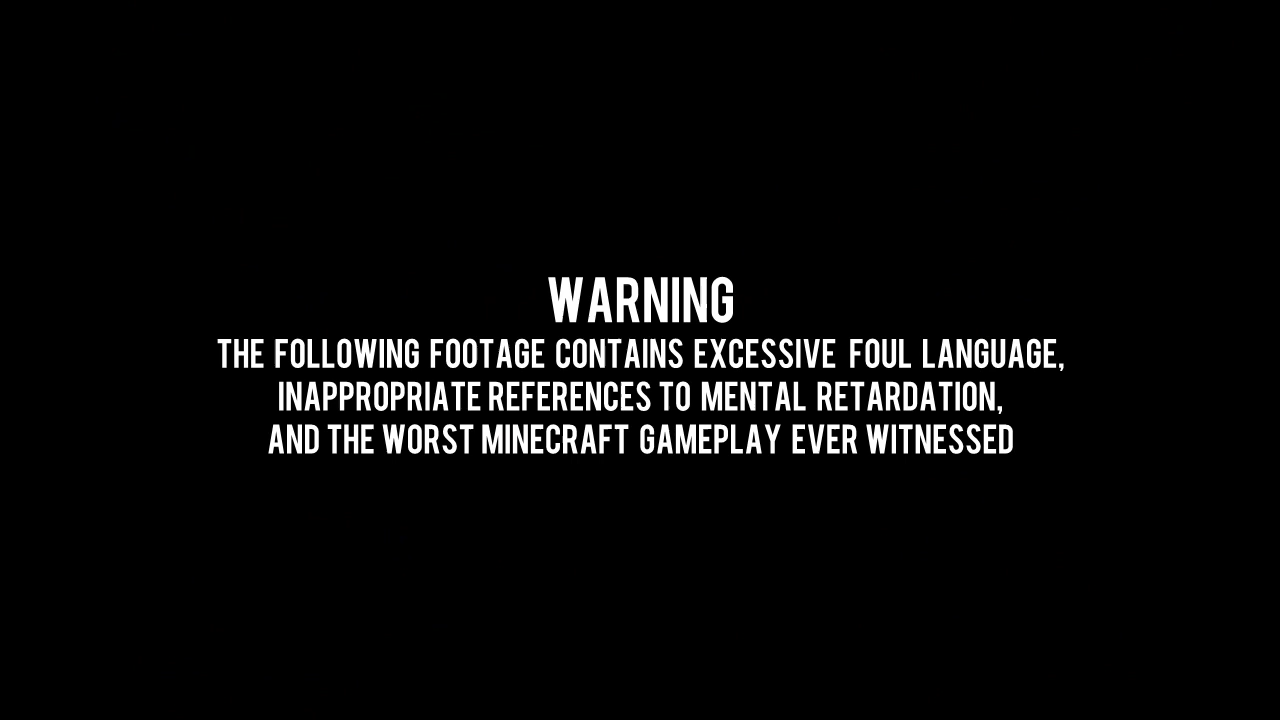 WARNING
THE FOLLOWING FOOTAGE CONTAINS EXCESSIVE FOUL LANGUAGE,
INAPPROPRIATE REFERENCES TO MENTAL RETARDATION,
AND THE WORST MINECRAFT GAMEPLAY EVER WITNESSED